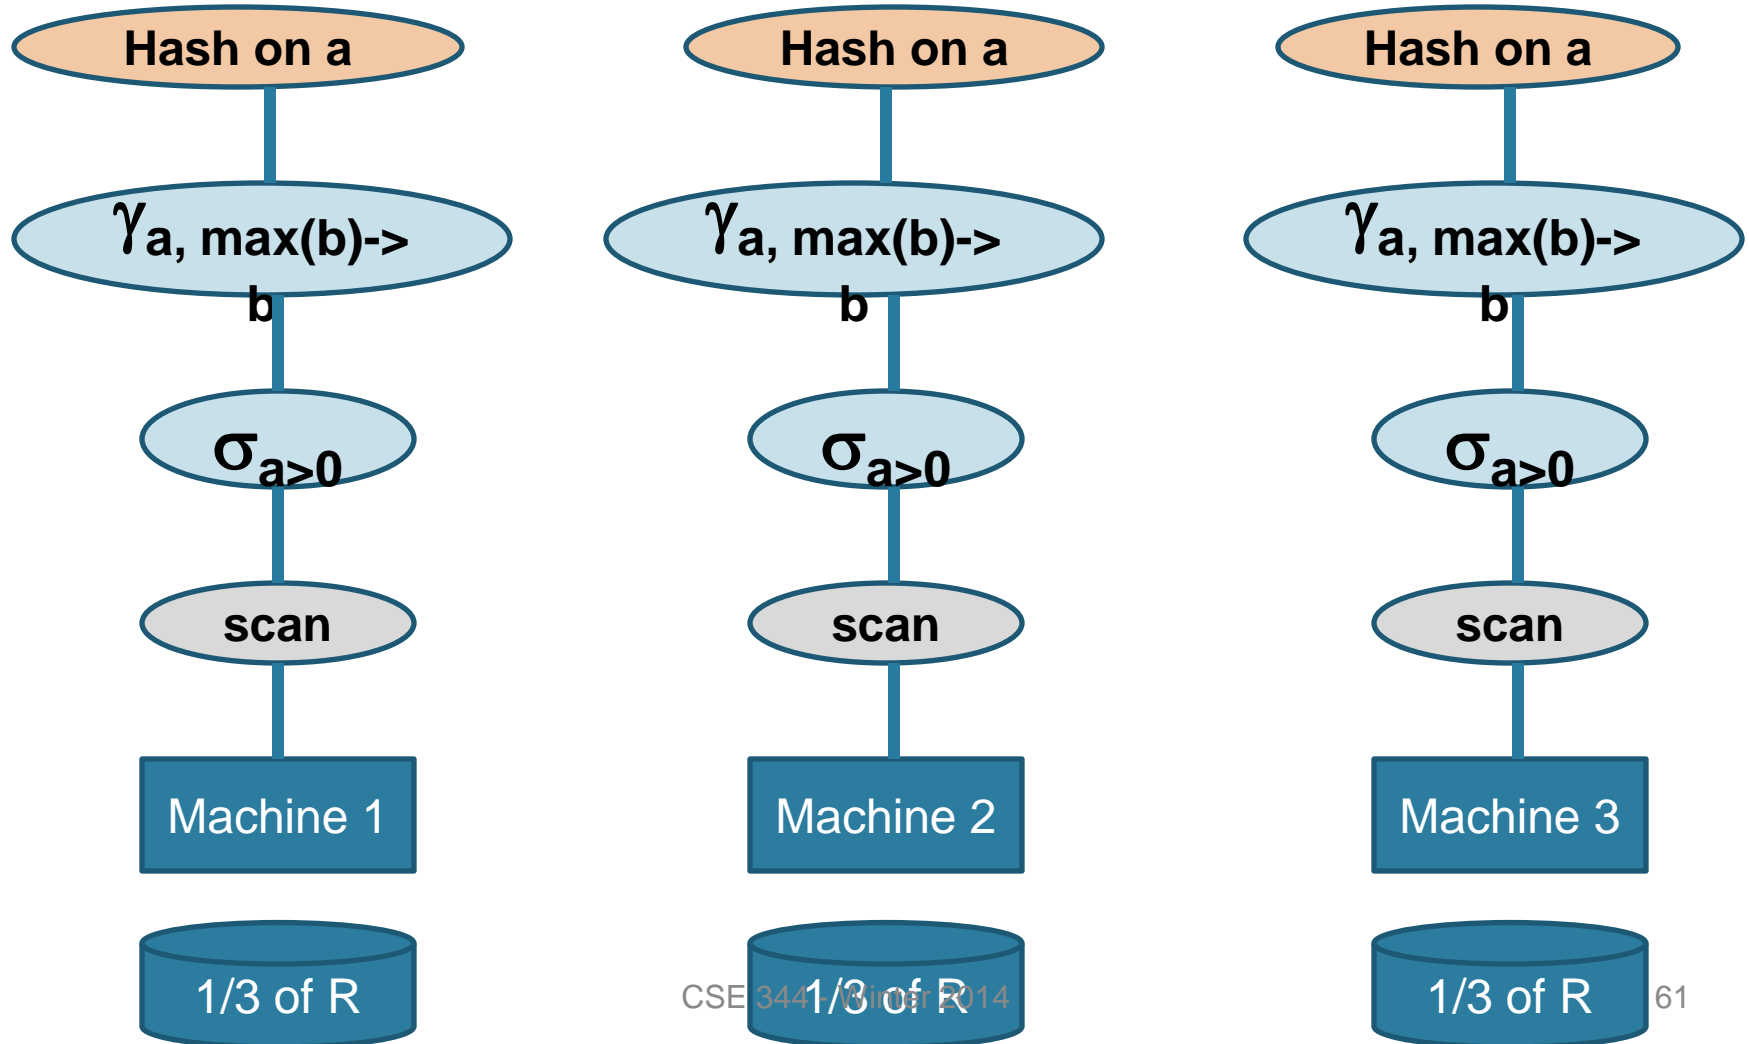 Hash on a
Hash on a
Hash on a
γa, max(b)->
b
γa, max(b)->
b
γa, max(b)->
b
σa>0
σa>0
σa>0
scan
scan
scan
Machine 1
Machine 2
Machine 3
1/3 of R
1/3 of R
1/3 of R
CSE 344 - Winter 2014
61